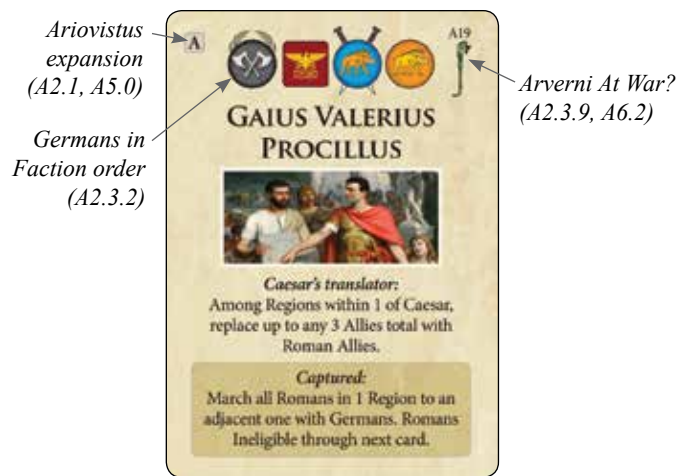 Ariovistus
expansion
(A2.1, A5.0)
Germans in
Faction order
(A2.3.2)
A
A19
Arverni At War?
(A2.3.9, A6.2)
GAIUS VALERIUS
PROCILLUS
Caesar's translator:
Among Regions within 1 of Caesar,
replace up to any 3 Allies total with
Roman Allies.
Captured:
March all Romans in 1 Region to an
adjacent one with Germans. Romans
Ineligible through next card.